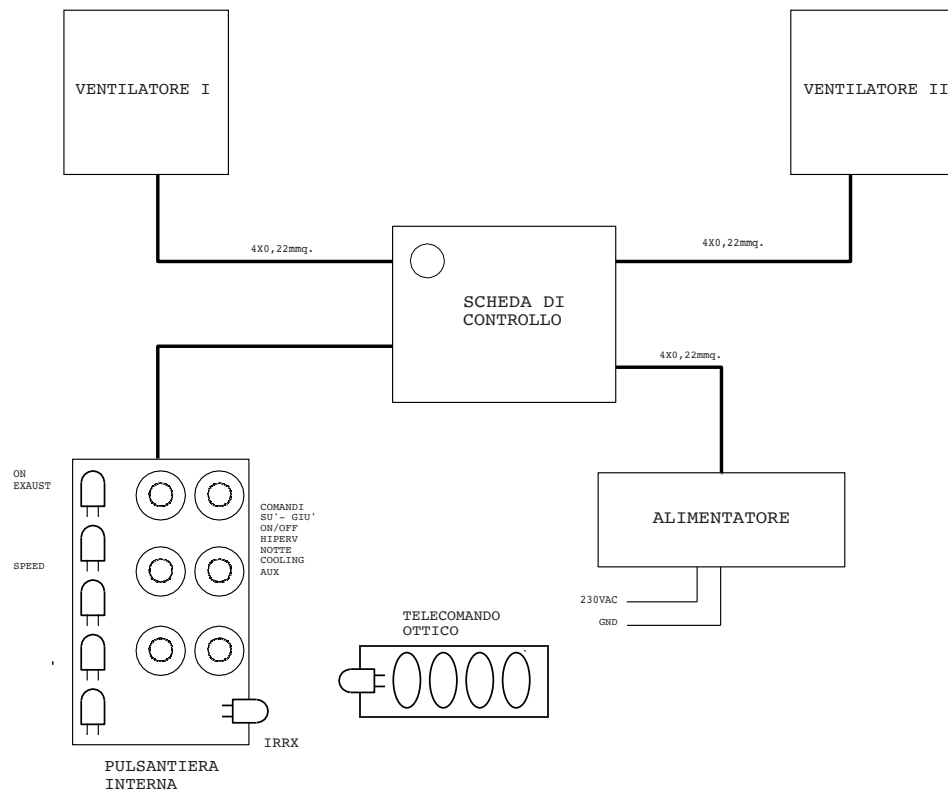 VENTILATORE I
VENTILATORE II
4X0,22mmq.
4X0,22mmq.
SCHEDA DI
CONTROLLO
4X0,22mmq.
ON
EXAUST
SPEED
COMANDI
SU'- GIU'
ON/OFF
HIPERV
NOTTE
COOLING
AUX
ALIMENTATORE
230VAC
GND
TELECOMANDO
OTTICO
IRRX
PULSANTIERA
INTERNA